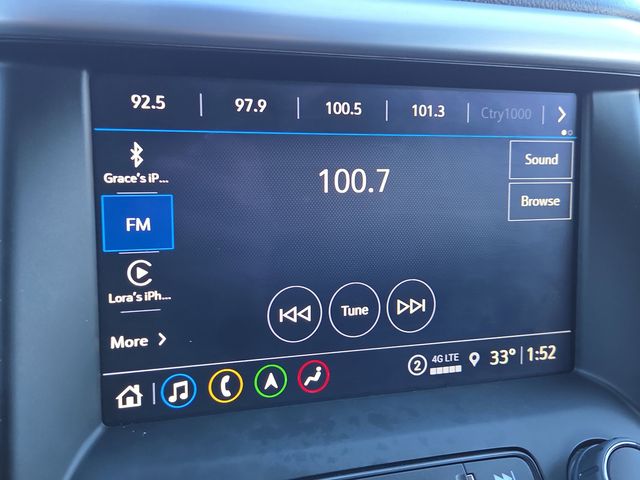 92.5 | 97.9 | 100.5 | 101.3 | Ctry1000 |
Grace's iP...
100.7
Sound
FM
Browse
Lora's iPh...
Tune
More
2 4G LTE 33° | 1:52